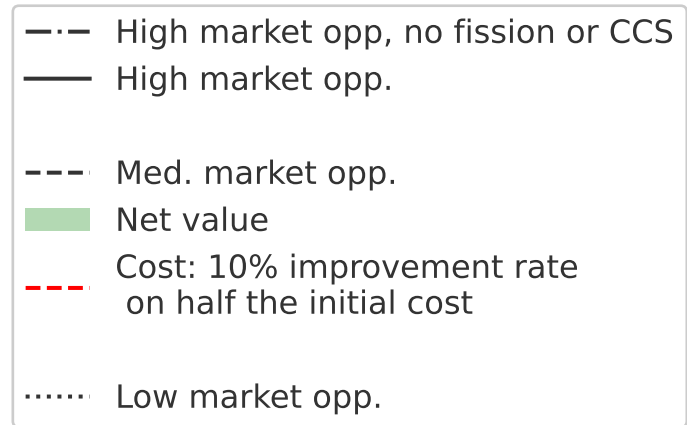 High market opp, no fission or CCS
High market opp.
Med. market opp.
Net value
Cost: 10% improvement rate
on half the initial cost
Low market opp.